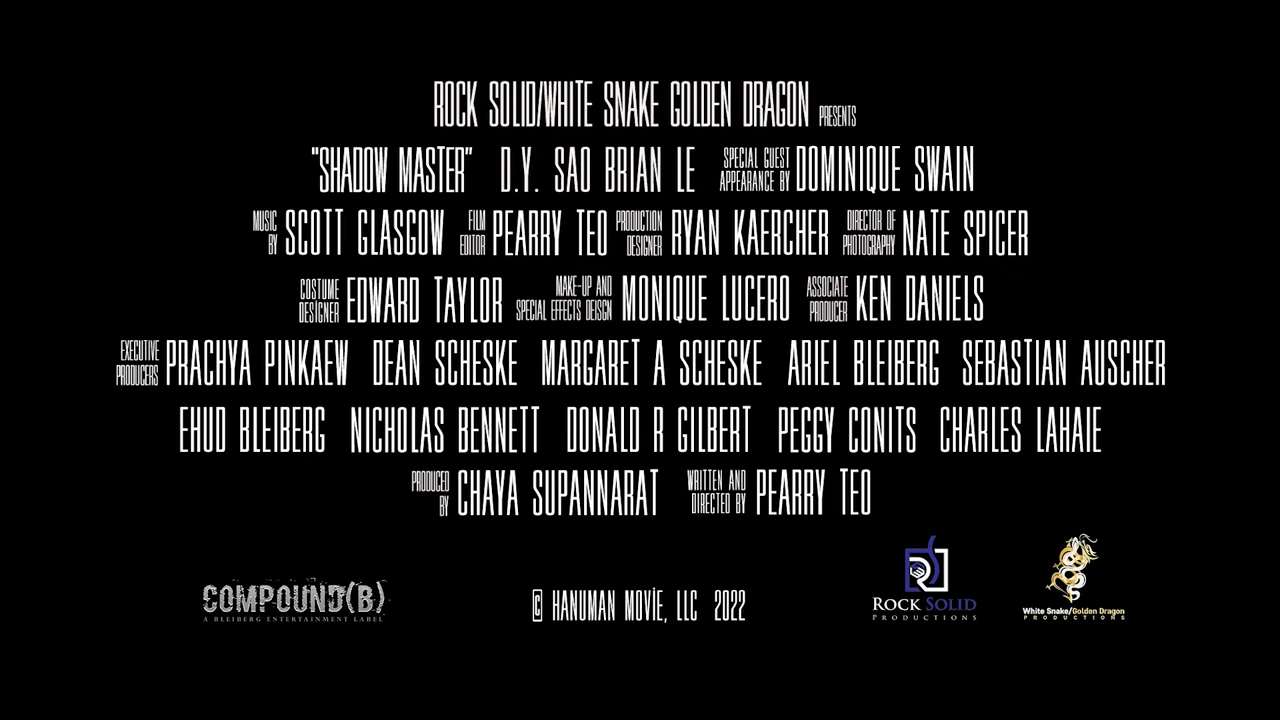 ROCK SOLID/WHITE SNAKE GOLDEN DRAGON PRESENTS
"SHADOW MASTER" D.Y. SAO BRIAN LE SPECIAL GUEST APPEARANCE BY DOMINIQUE SWAIN
MUSIC BY SCOTT GLASGOW FILM EDITOR PEARRY TEO PRODUCTION DESIGNER RYAN KAERCHER DIRECTOR OF PHOTOGRAPHY NATE SPICER
COSTUME DESIGNER EDWARD TAYLOR MAKE-UP AND SPECIAL EFFECTS DEISGN MONIQUE LUCERO ASSOCIATE PRODUCER KEN DANIELS
EXECUTIVE PRODUCERS PRACHYA PINKAEW DEAN SCHESKE MARGARET A SCHESKE ARIEL BLEIBERG SEBASTIAN AUSCHER
EHUD BLEIBERG NICHOLAS BENNETT DONALD R GILBERT PEGGY CONITS CHARLES LAHAIE
PRODUCED BY CHAYA SUPANNARAT WRITTEN AND DIRECTED BY PEARRY TEO
COMPOUND(B)
A BLEIBERG ENTERTAINMENT LABEL
© HANUMAN MOVIE, LLC 2022
ROCK SOLID
PRODUCTIONS
White Snake/Golden Dragon
PRODUCTIONS